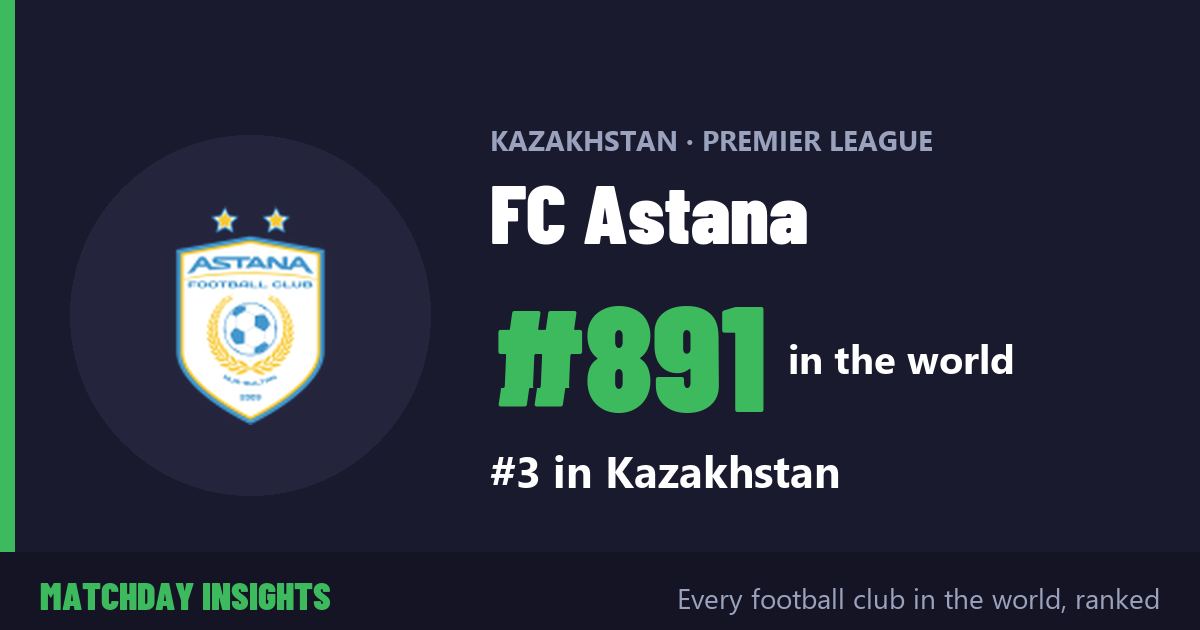 KAZAKHSTAN · PREMIER LEAGUE
FC Astana
#891 in the world
#3 in Kazakhstan
ASTANA
FOOTBALL CLUB
MATCHDAY INSIGHTS
Every football club in the world, ranked